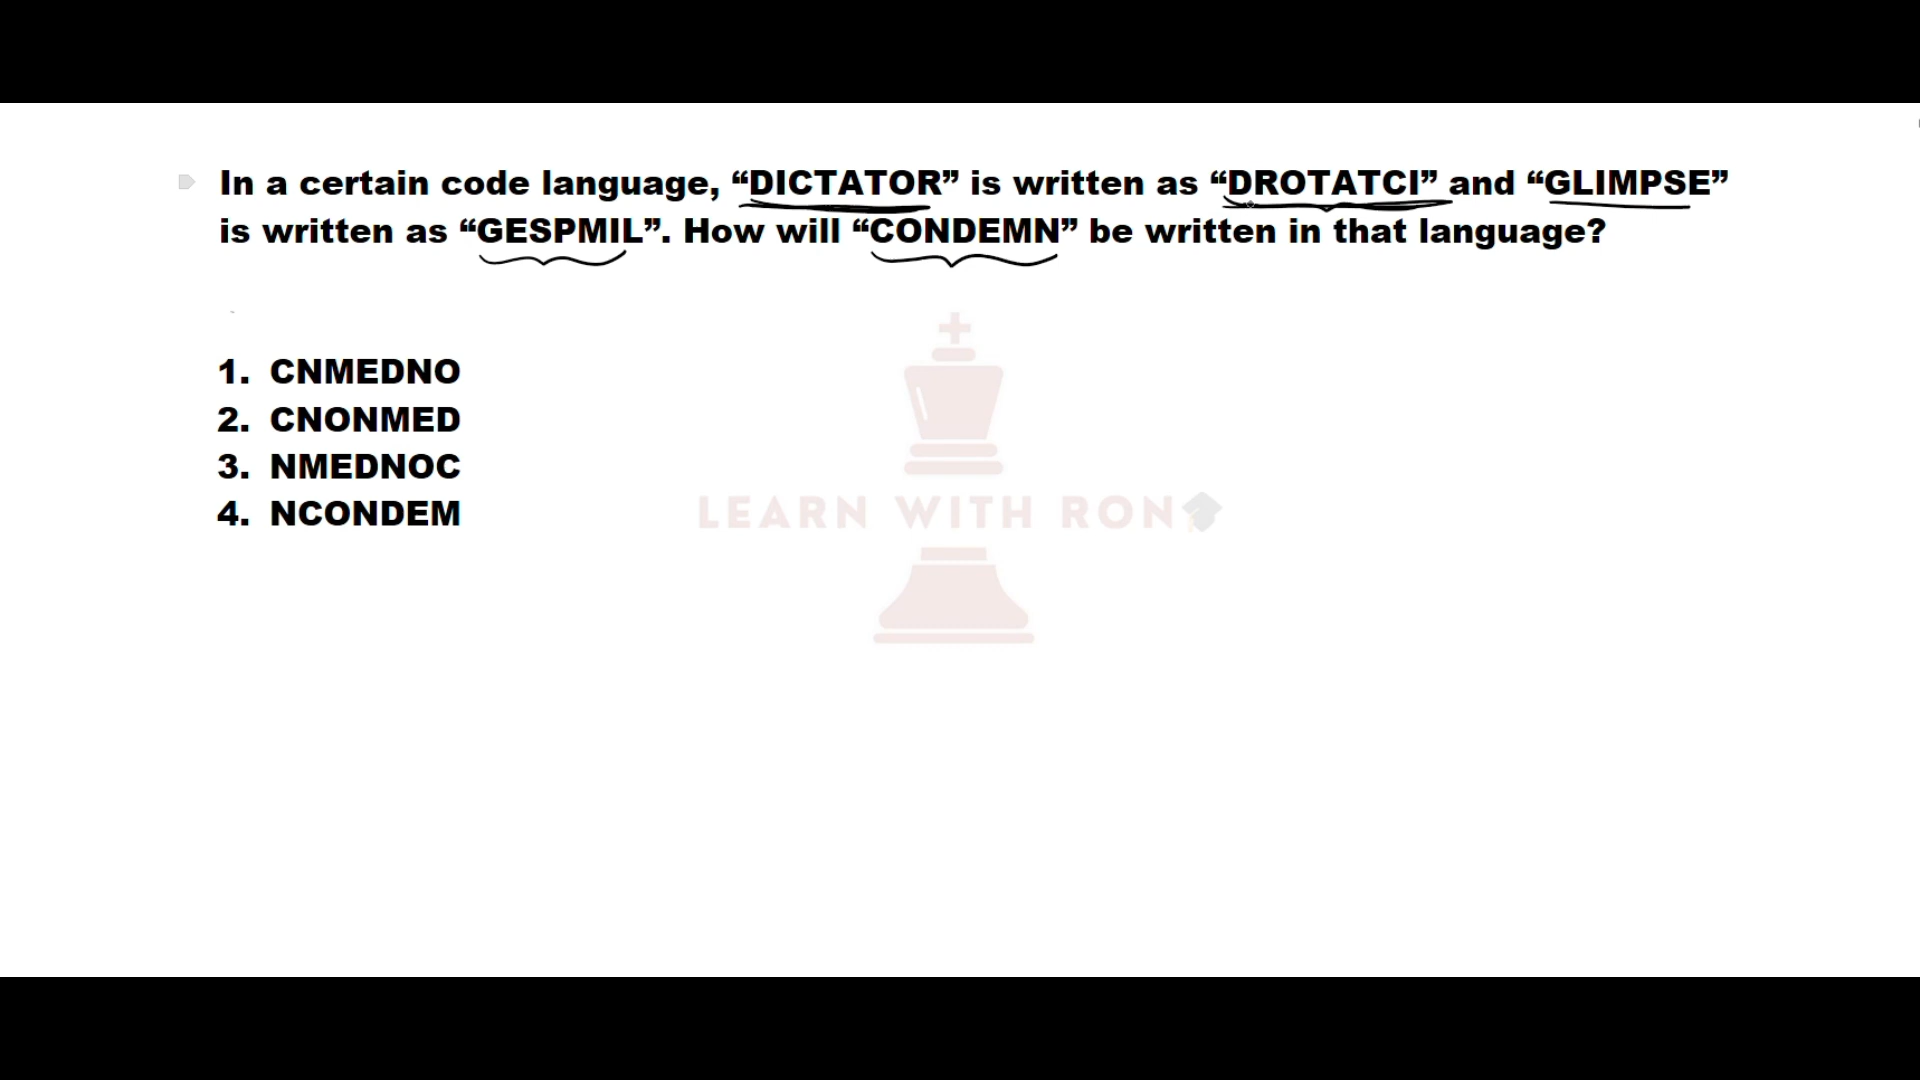 In a certain code language, “DICTATOR” is written as “DROTATCI” and “GLIMPSE”
is written as “GESPMIL”. How will “CONDEMN” be written in that language?
1. CNMEDNO
2. CNONMED
3. NMEDNOC
4. NCONDEM
LEARN WITH RON